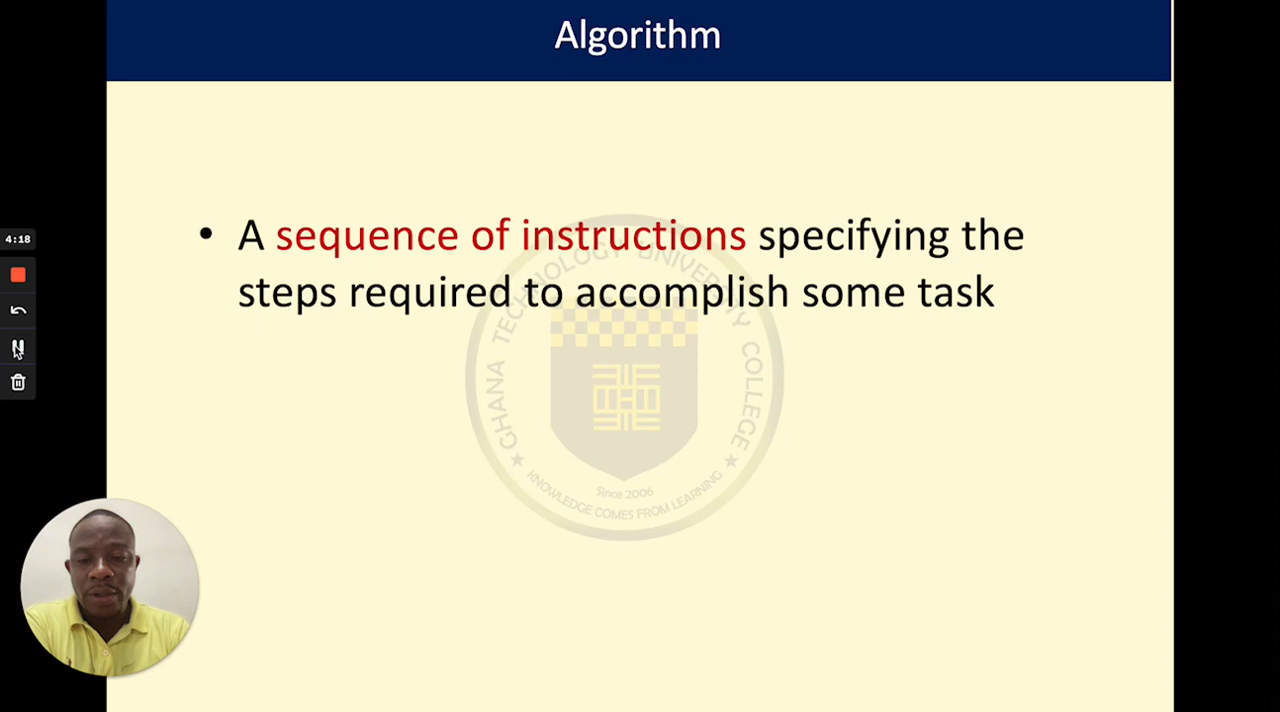 Algorithm
• A sequence of instructions specifying the
steps required to accomplish some task
4:18
GHANA TECHNOLOGY UNIVERSITY COLLEGE
Since 2006
KNOWLEDGE COMES FROM LEARNING